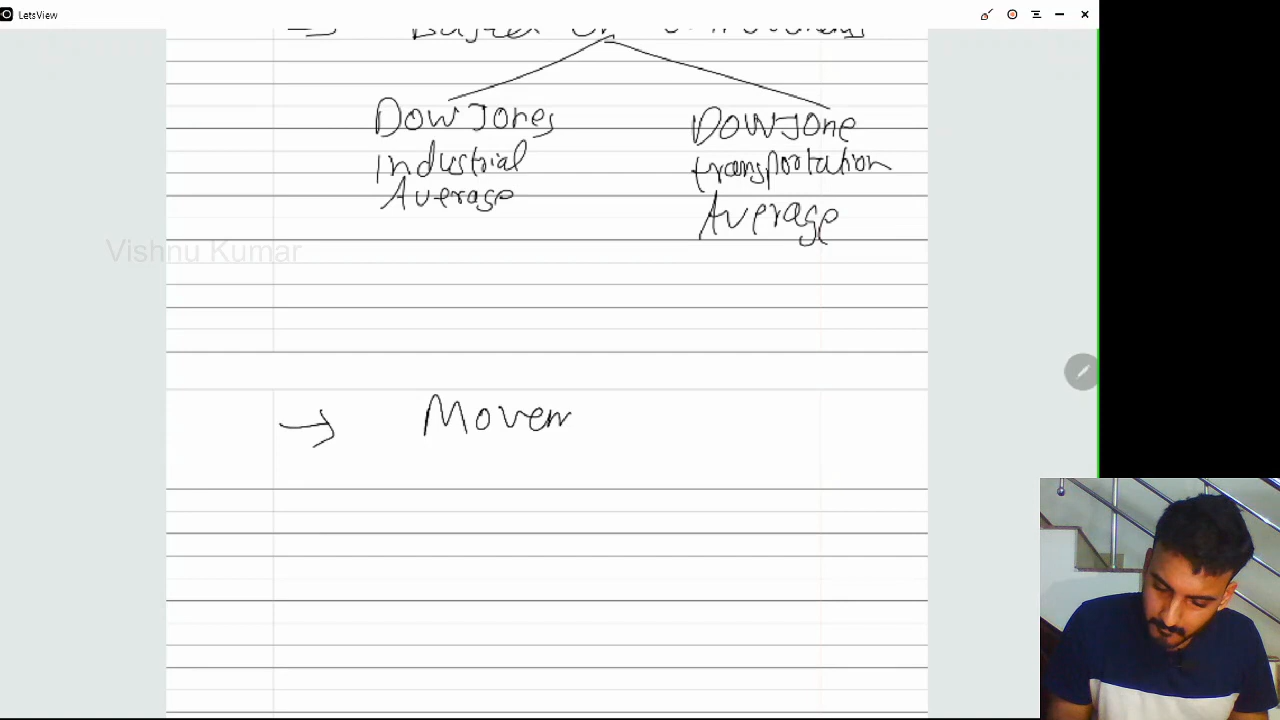 LetsView
Dow Jones
industrial
Average
Dow Jone
transportation
Average
Vishnu Kumar
→ Movem